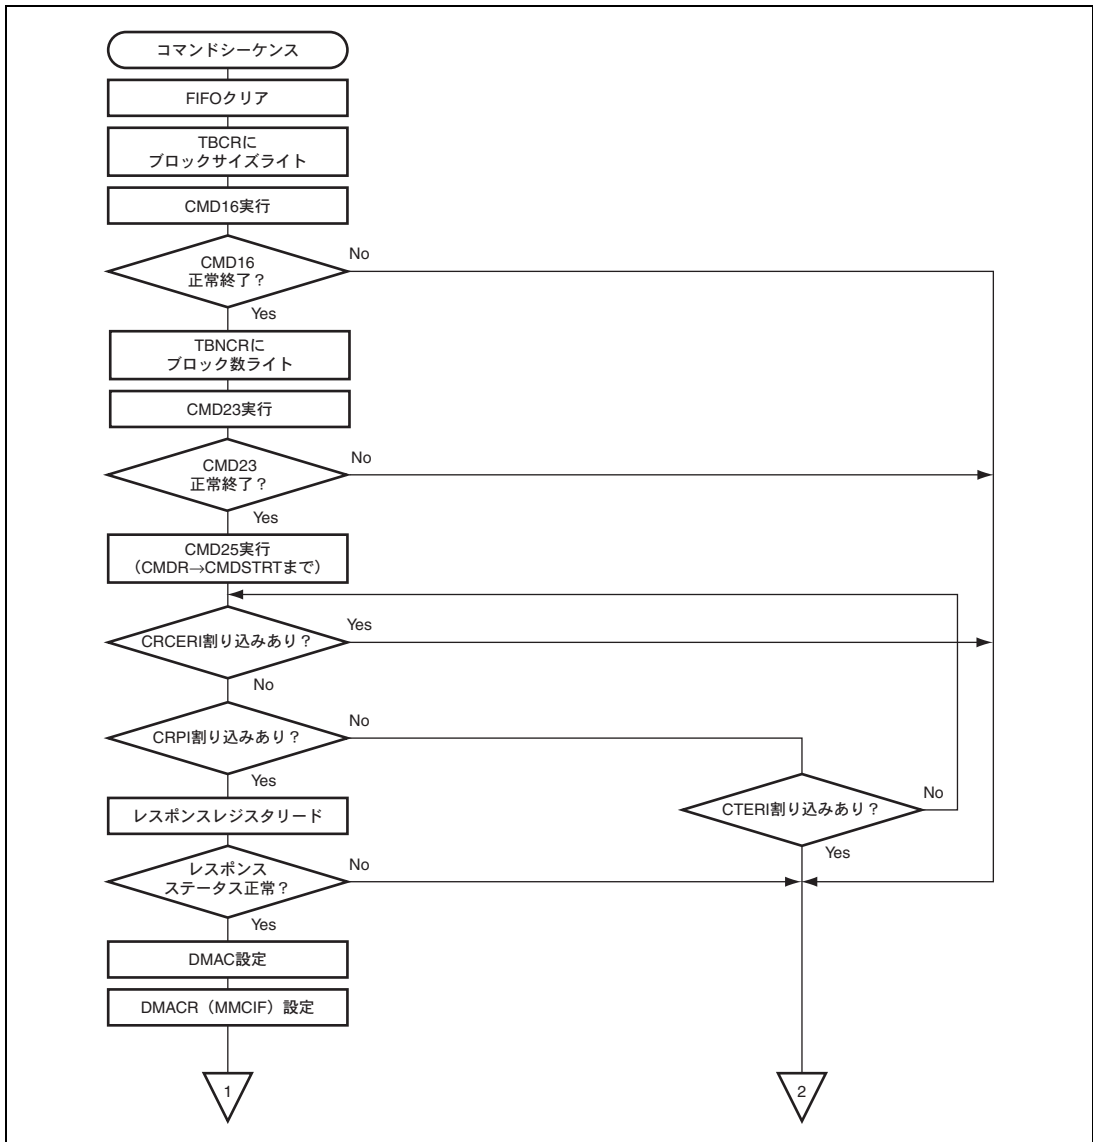 コマンドシーケンス
FIFOクリア
TBCRに
ブロックサイズライト
CMD16実行
CMD16
正常終了？
No
Yes
TBNCRに
ブロック数ライト
CMD23実行
CMD23
正常終了？
No
Yes
CMD25実行
（CMDR→CMDSTRTまで）
CRCERI割り込みあり？
Yes
No
CRPI割り込みあり？
No
Yes
CTERI割り込みあり？
No
Yes
レスポンスレジスタリード
レスポンス
ステータス正常？
No
Yes
DMAC設定
DMACR（MMCIF）設定
1
2